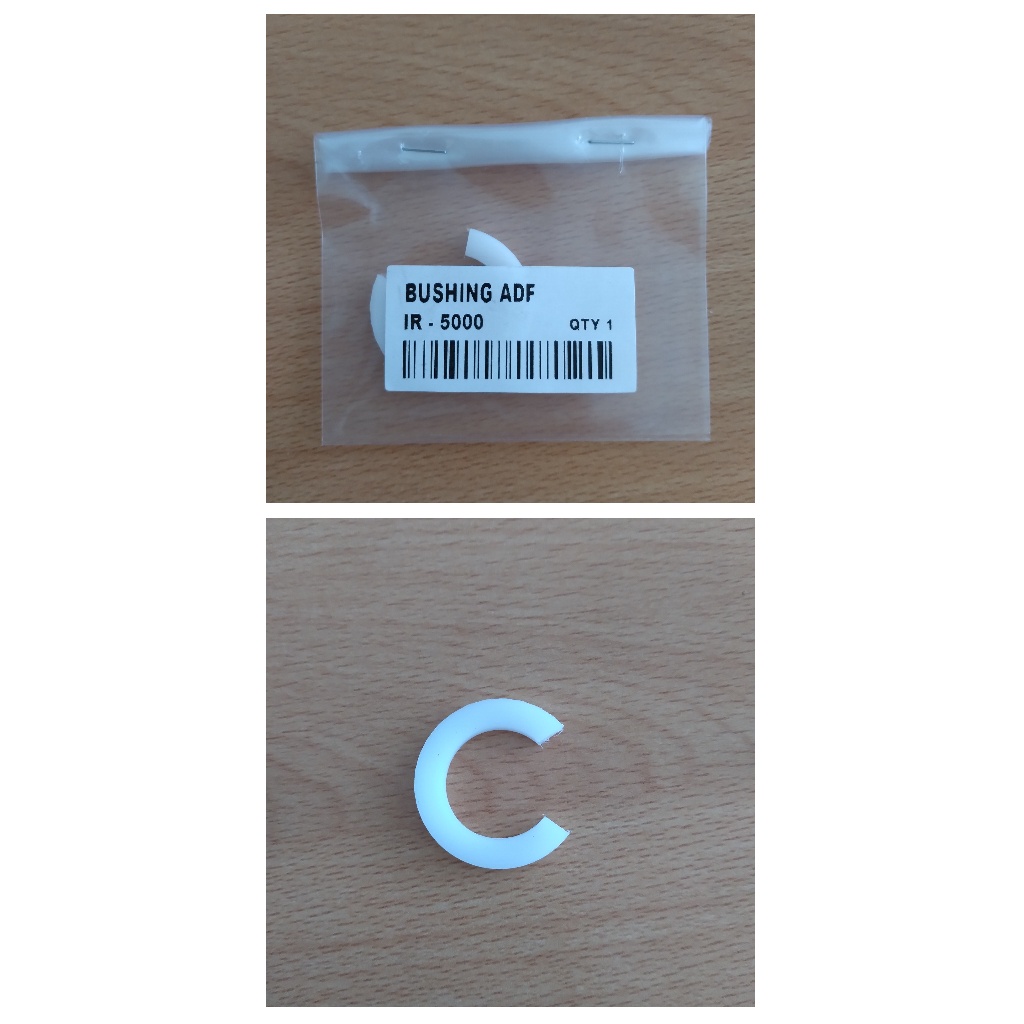 BUSHING ADF
IR - 5000 QTY 1